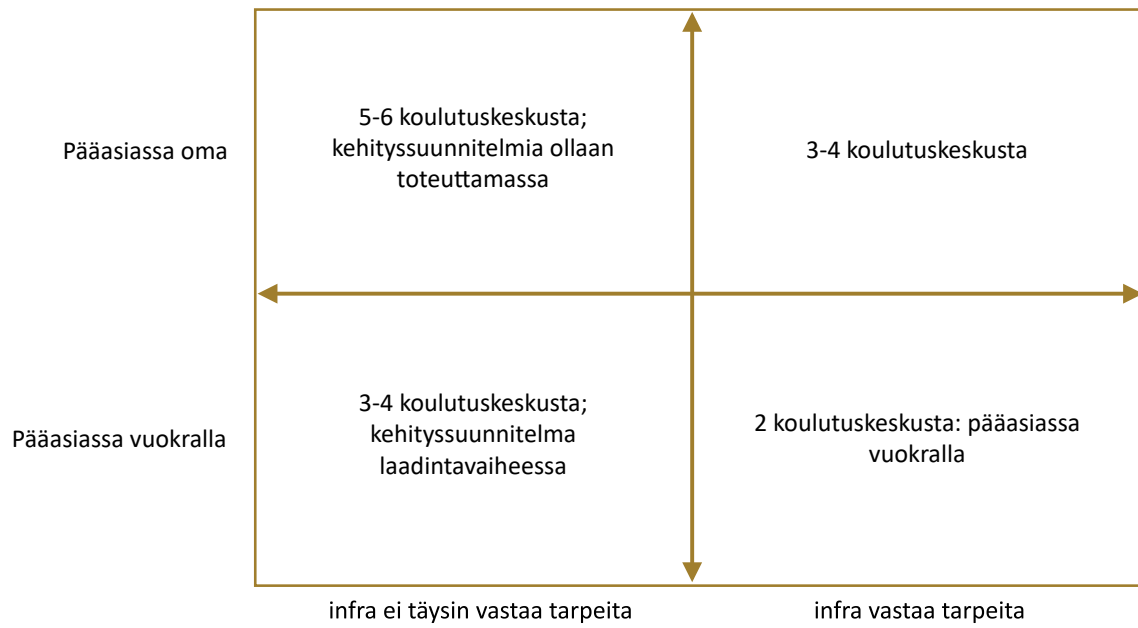 Pääasiassa oma
5-6 koulutuskeskusta;
kehityssuunnitelmia ollaan
toteuttamassa
3-4 koulutuskeskusta
Pääasiassa vuokralla
3-4 koulutuskeskusta;
kehityssuunnitelma
laadintavaiheessa
2 koulutuskeskusta: pääasiassa
vuokralla
infra ei täysin vastaa tarpeita
infra vastaa tarpeita